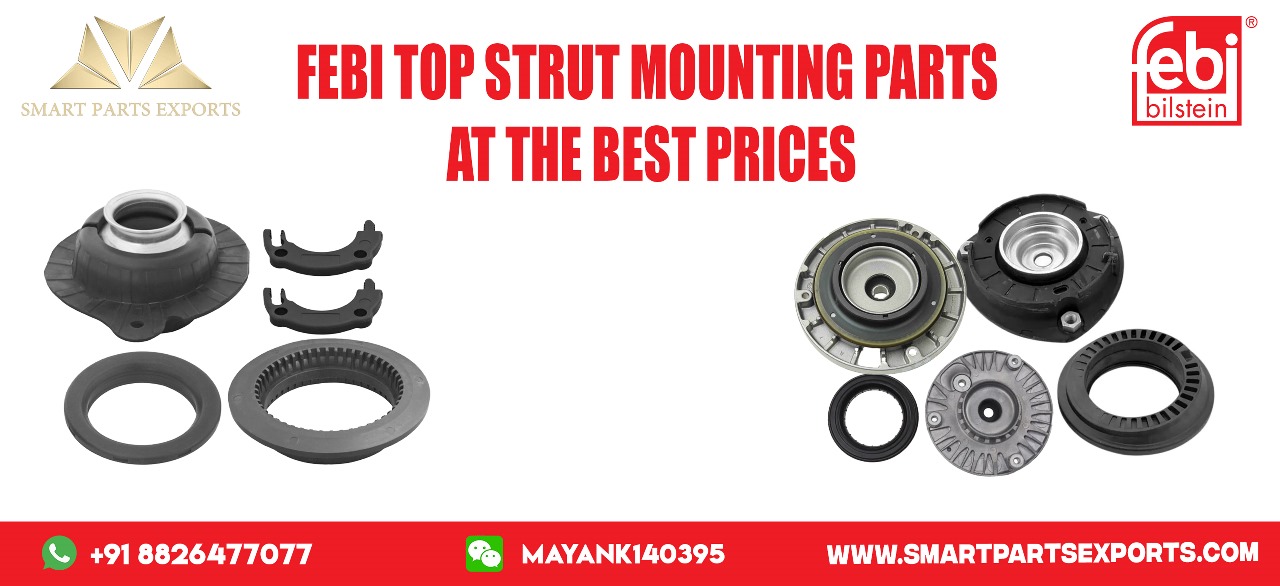 SMART PARTS EXPORTS
FEBI TOP STRUT MOUNTING PARTS
AT THE BEST PRICES
febi®
bilstein
+91 8826477077
MAYANK140395
WWW.SMARTPARTSEXPORTS.COM